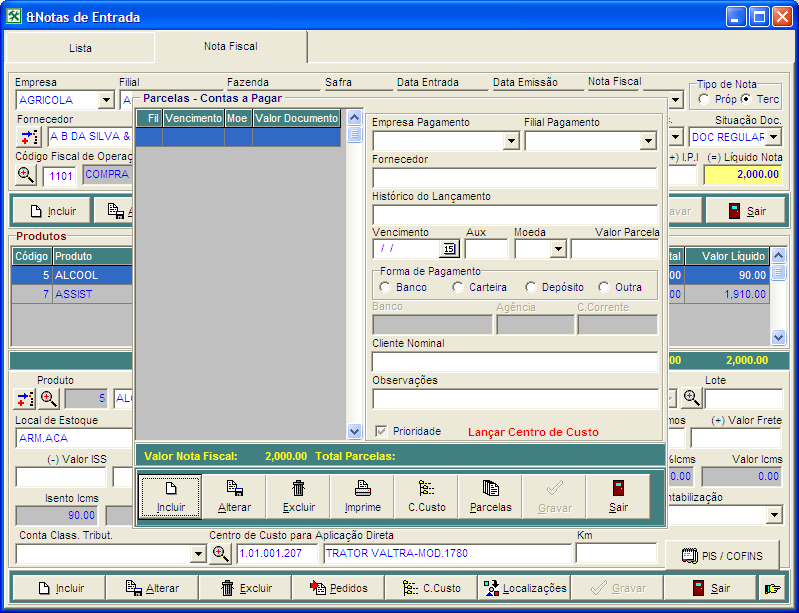 &Notas de Entrada
Lista
Nota Fiscal
Empresa Filial Fazenda Safra Data Entrada Data Emissão Nota Fiscal Tipo de Nota
AGRICOLA A Próp Terc
Parcelas - Contas a Pagar
Fornecedor Situação Doc.
A B DA SILVA & DOC REGULAR
Código Fiscal de Operaç +) I.P.I (=) Líquido Nota
1101 COMPRA 2,000.00
Incluir avar Sair
Produtos
Código Produto tal Valor Líquido
5 ALCOOL 00 90.00
7 ASSIST 00 1,910.00
00 2,000.00
Fil Vencimento Moe Valor Documento
Empresa Pagamento Filial Pagamento
Fornecedor
Histórico do Lançamento
Vencimento Aux Moeda Valor Parcela
/ / 15
Forma de Pagamento
Banco Carteira Depósito Outra
Banco Agência C.Corrente
Cliente Nominal
Observações
Prioridade Lançar Centro de Custo
Valor Nota Fiscal: 2,000.00 Total Parcelas:
Incluir Alterar Excluir Imprime C.Custo Parcelas Gravar Sair
Produto Lote
5 AL
Local de Estoque mos (+) Valor Frete
ARM.ACA
(-) Valor ISS %Icms Valor Icms
0.00 0.00
Isento Icms ntabilização
90.00
Conta Class. Tribut. Centro de Custo para Aplicação Direta Km
1.01.001.207 TRATOR VALTRA-MOD.1780 PIS / COFINS
Incluir Alterar Excluir Pedidos C.Custo Localizações Gravar Sair